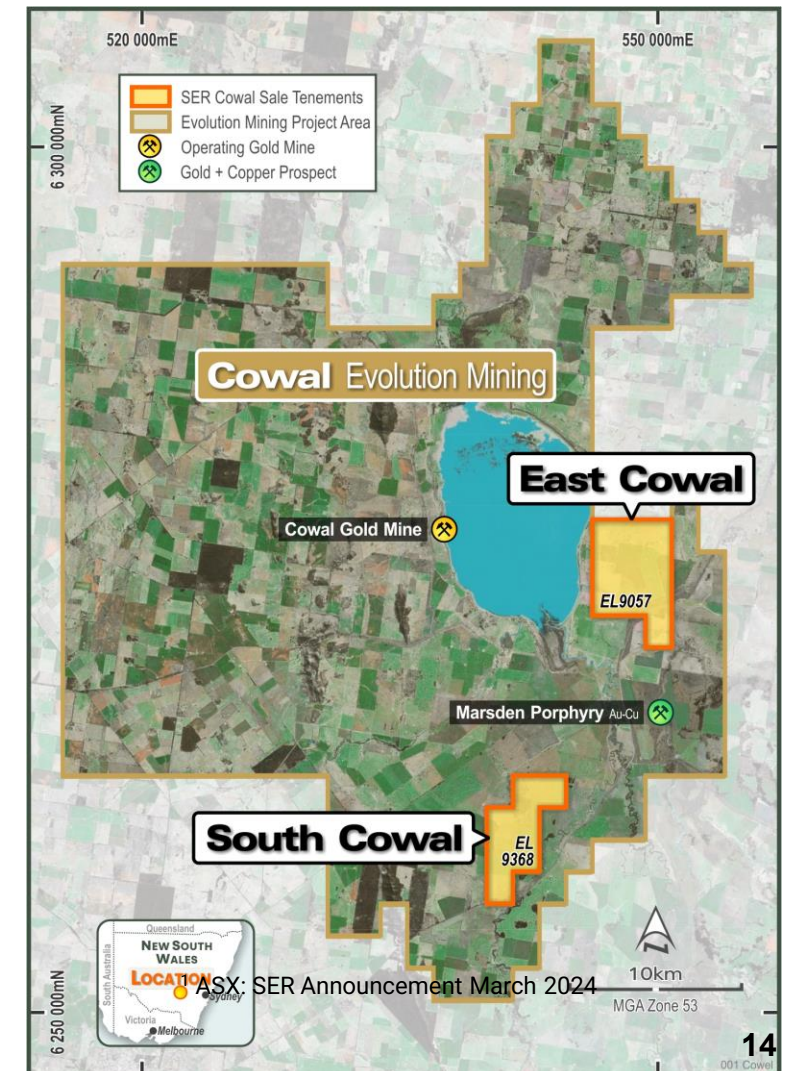 520 000mE
550 000mE
6 300 000mN
SER Cowal Sale Tenements
Evolution Mining Project Area
Operating Gold Mine
Gold + Copper Prospect
Cowal Evolution Mining
East Cowal
Cowal Gold Mine
EL9057
Marsden Porphyry Au-Cu
South Cowal
EL
9368
Queensland
South Australia
NEW SOUTH
WALES
LOCATION
Sydney
Victoria
Melbourne
1 ASX: SER Announcement March 2024
10km
MGA Zone 53
6 250 000mN
14
001 Cowel